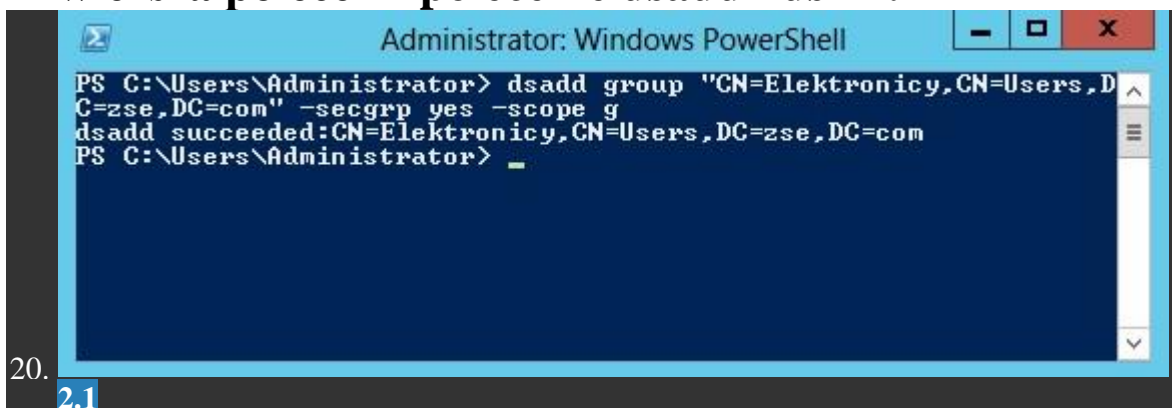 Administrator: Windows PowerShell
PS C:\Users\Administrator> dsadd group "CN=Elektronicy,CN=Users,D
C=zse,DC=com" -secgrp yes -scope g
dsadd succeeded:CN=Elektronicy,CN=Users,DC=zse,DC=com
PS C:\Users\Administrator> _
20.
2.1